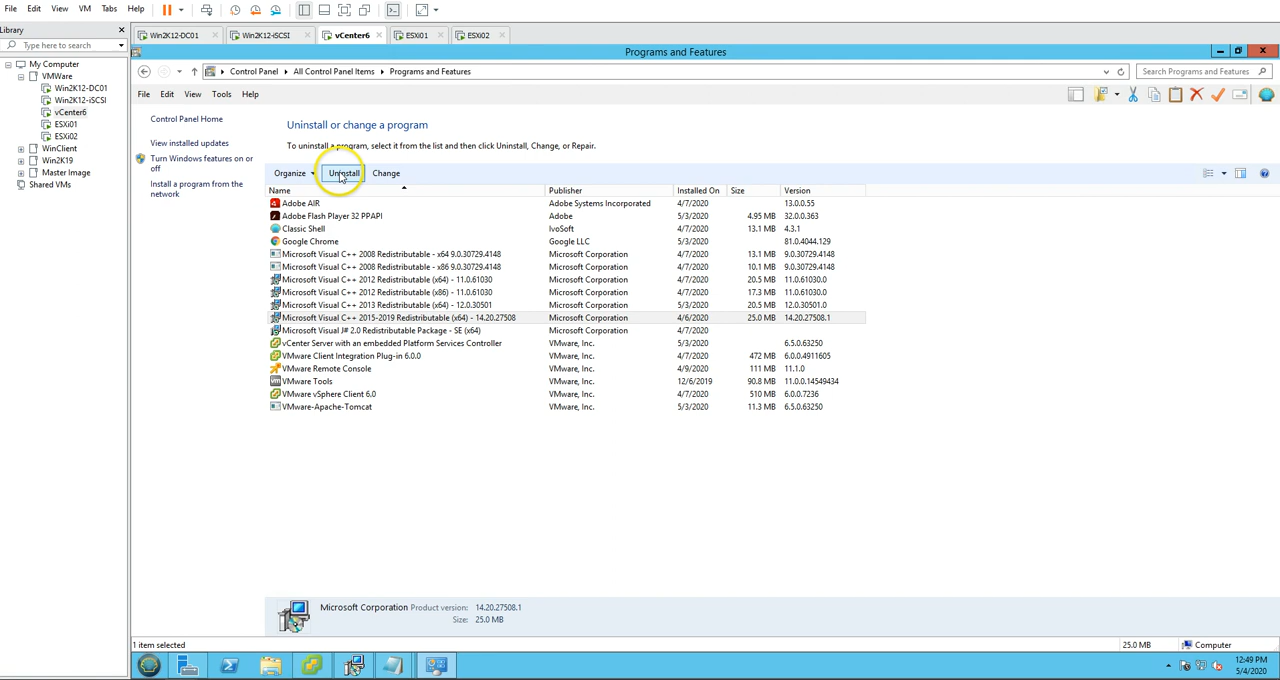 File Edit View VM Tabs Help
Library
Type here to search
My Computer
VMWare
Win2K12-DC01
Win2K12-iSCSI
vCenter6
ESXi01
ESXi02
WinClient
Win2K19
Master Image
Shared VMs
Win2K12-DC01 Win2K12-iSCSI vCenter6 ESXi01 ESXi02
Programs and Features
Control Panel All Control Panel Items Programs and Features
Search Programs and Features
File Edit View Tools Help
Control Panel Home
View installed updates
Turn Windows features on or
off
Install a program from the
network
Uninstall or change a program
To uninstall a program, select it from the list and then click Uninstall, Change, or Repair.
Organize Uninstall Change
Name Publisher Installed On Size Version
Adobe AIR Adobe Systems Incorporated 4/7/2020 13.0.0.55
Adobe Flash Player 32 PPAPI Adobe 5/3/2020 4.95 MB 32.0.0.363
Classic Shell IvoSoft 4/7/2020 13.1 MB 4.3.1
Google Chrome Google LLC 5/3/2020 81.0.4044.129
Microsoft Visual C++ 2008 Redistributable - x64 9.0.30729.4148 Microsoft Corporation 4/7/2020 13.1 MB 9.0.30729.4148
Microsoft Visual C++ 2008 Redistributable - x86 9.0.30729.4148 Microsoft Corporation 4/7/2020 10.1 MB 9.0.30729.4148
Microsoft Visual C++ 2012 Redistributable (x64) - 11.0.61030 Microsoft Corporation 4/7/2020 20.5 MB 11.0.61030.0
Microsoft Visual C++ 2012 Redistributable (x86) - 11.0.61030 Microsoft Corporation 4/7/2020 17.3 MB 11.0.61030.0
Microsoft Visual C++ 2013 Redistributable (x64) - 12.0.30501 Microsoft Corporation 5/3/2020 20.5 MB 12.0.30501.0
Microsoft Visual C++ 2015-2019 Redistributable (x64) - 14.20.27508 Microsoft Corporation 4/6/2020 25.0 MB 14.20.27508.1
Microsoft Visual J# 2.0 Redistributable Package - SE (x64) Microsoft Corporation 4/7/2020
vCenter Server with an embedded Platform Services Controller VMware, Inc. 6.5.0.63250
VMware Client Integration Plug-in 6.0.0 VMware, Inc. 4/7/2020 472 MB 6.0.0.4911605
VMware Remote Console VMware, Inc. 4/9/2020 111 MB 11.1.0
VMware Tools VMware, Inc. 12/6/2019 90.8 MB 11.0.0.14549434
VMware vSphere Client 6.0 VMware, Inc. 4/7/2020 510 MB 6.0.0.7236
VMware-Apache-Tomcat VMware, Inc. 5/3/2020 11.3 MB 6.5.0.63250
Microsoft Corporation Product version: 14.20.27508.1
Size: 25.0 MB
1 item selected 25.0 MB Computer
12:49 PM
5/4/2020